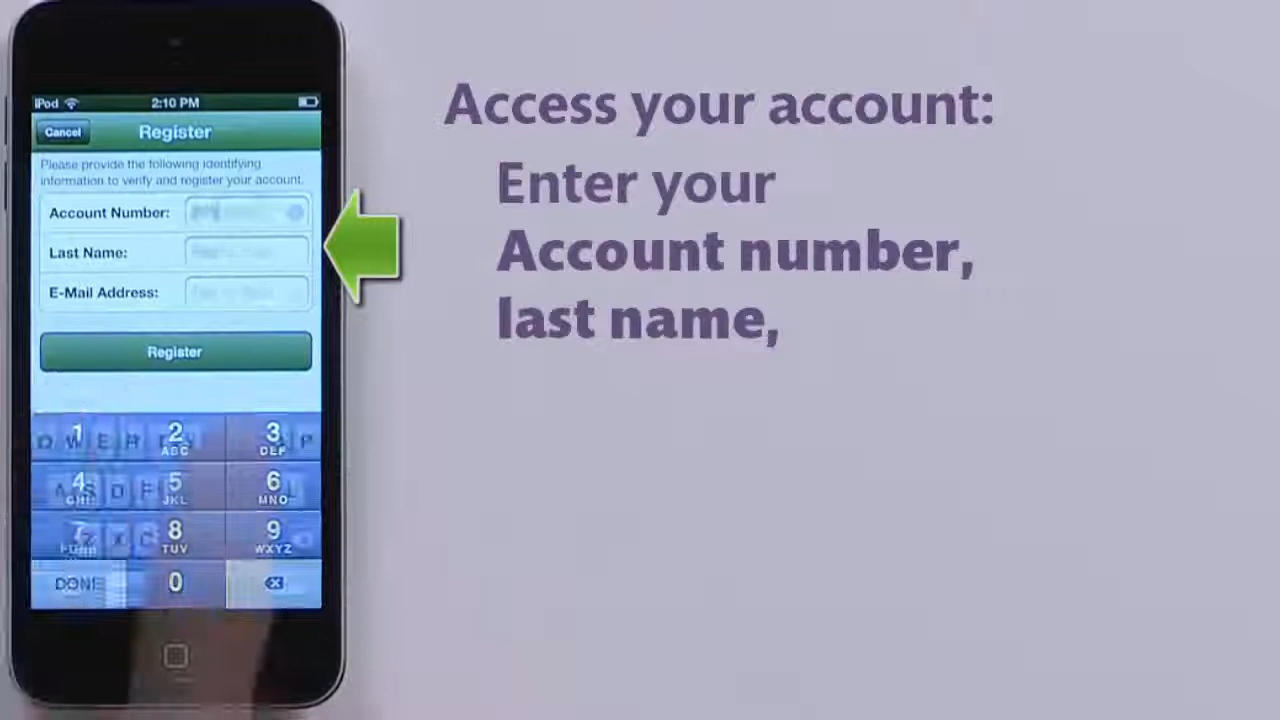 iPod 2:10 PM
Cancel Register
Please provide the following identifying
information to verify and register your account.
Account Number:
Last Name:
E-Mail Address:
Register
1 2 ABC 3 DEF
4 GHI 5 JKL 6 MNO
7 8 TUV 9 WXYZ
DONE 0
Access your account:
Enter your
Account number,
last name,